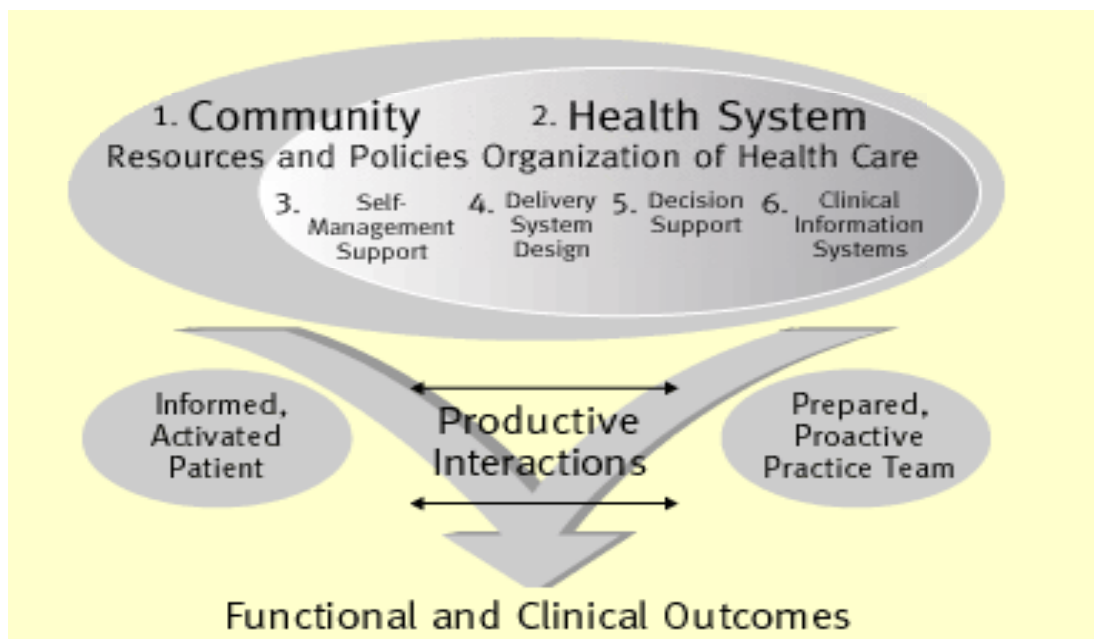 1. Community
2. Health System
Resources and Policies
Organization of Health Care
3. Self-
Management
Support
4. Delivery
System
Design
5. Decision
Support
6. Clinical
Information
Systems
Informed,
Activated
Patient
Productive
Interactions
Prepared,
Proactive
Practice Team
Functional and Clinical Outcomes